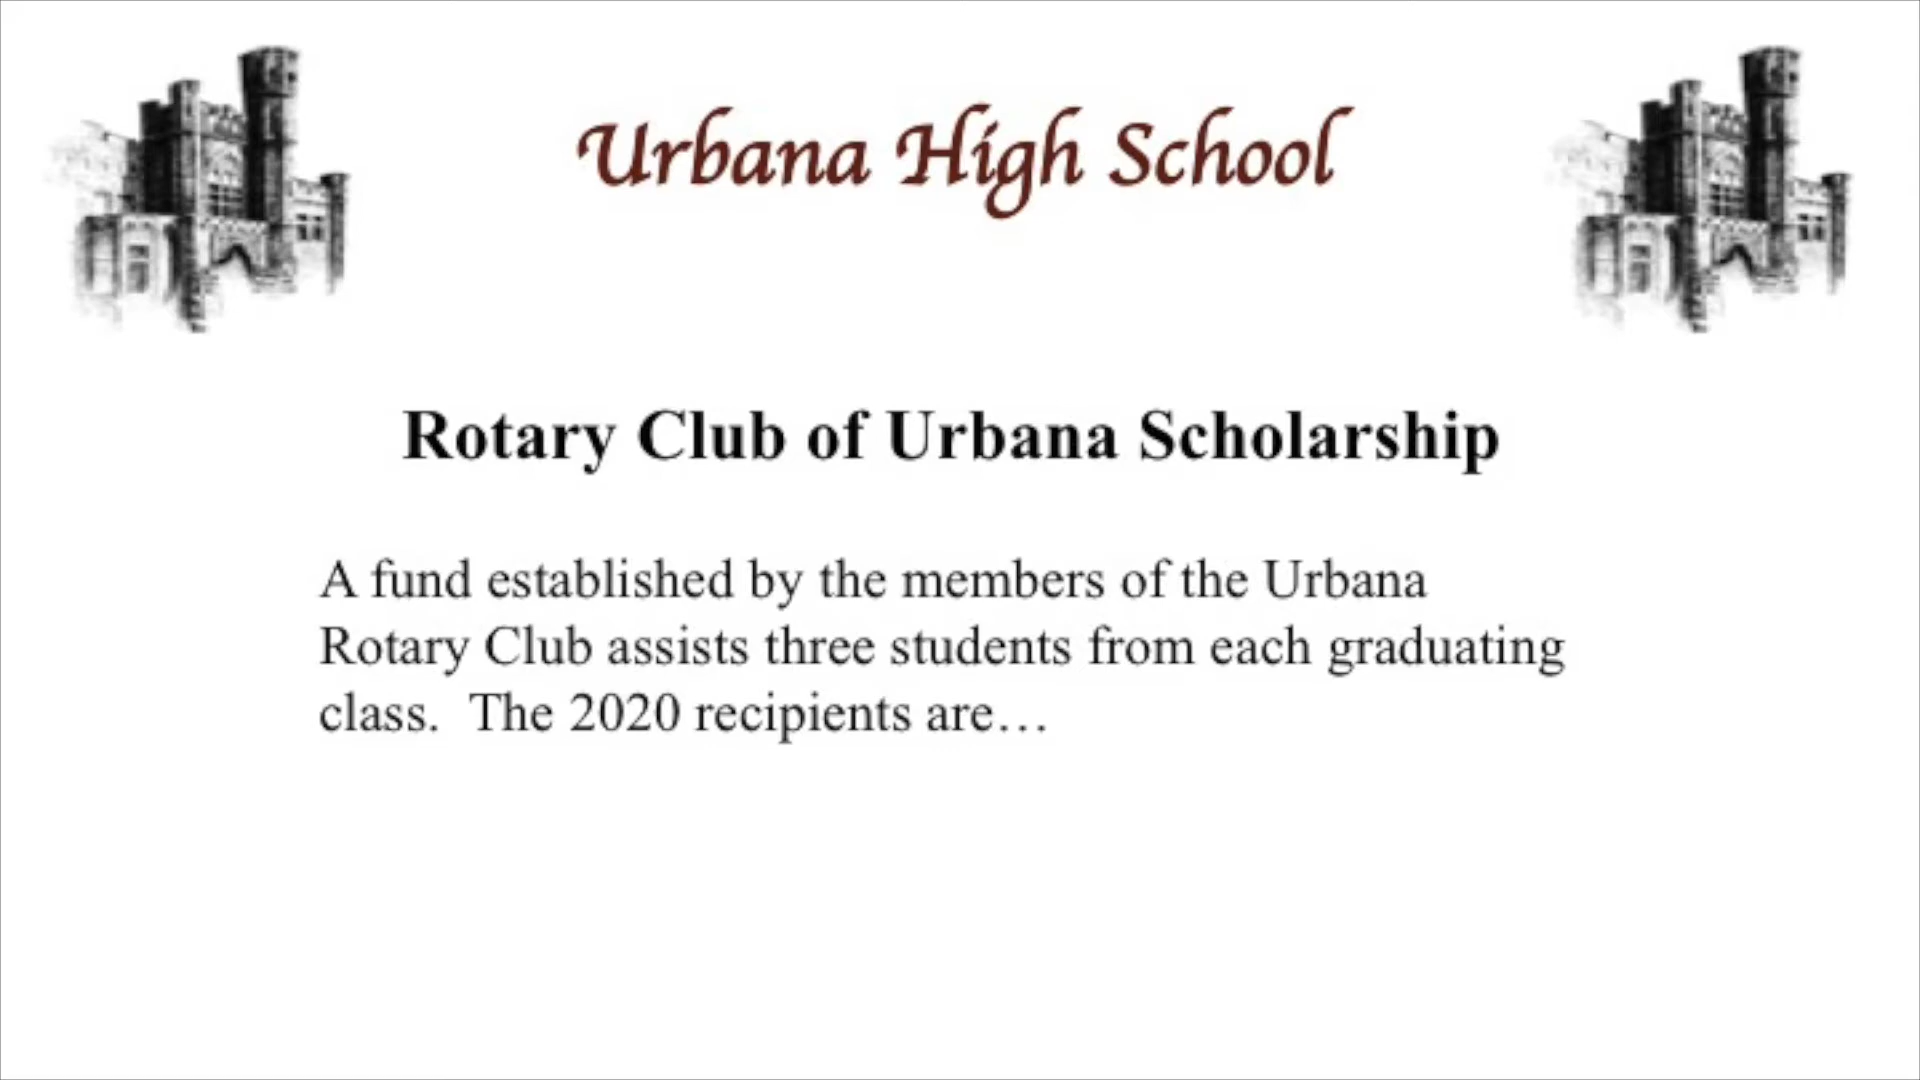 Urbana High School
Rotary Club of Urbana Scholarship
A fund established by the members of the Urbana
Rotary Club assists three students from each graduating
class.  The 2020 recipients are…